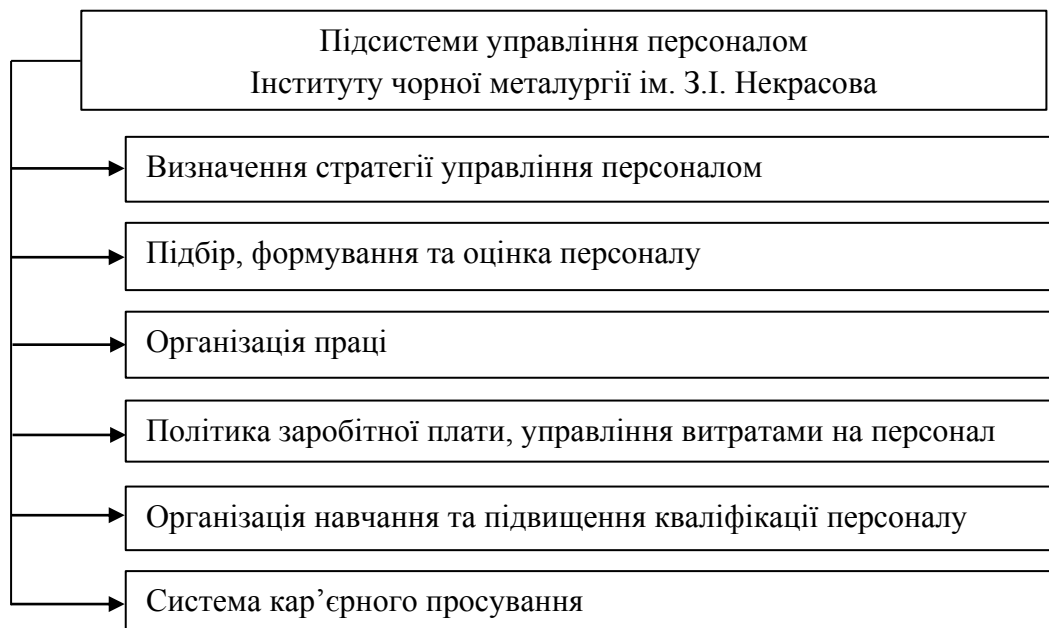 Підсистеми управління персоналом
Інституту чорної металургії ім. З.І. Некрасова
Визначення стратегії управління персоналом
Підбір, формування та оцінка персоналу
Організація праці
Політика заробітної плати, управління витратами на персонал
Організація навчання та підвищення кваліфікації персоналу
Система кар’єрного просування